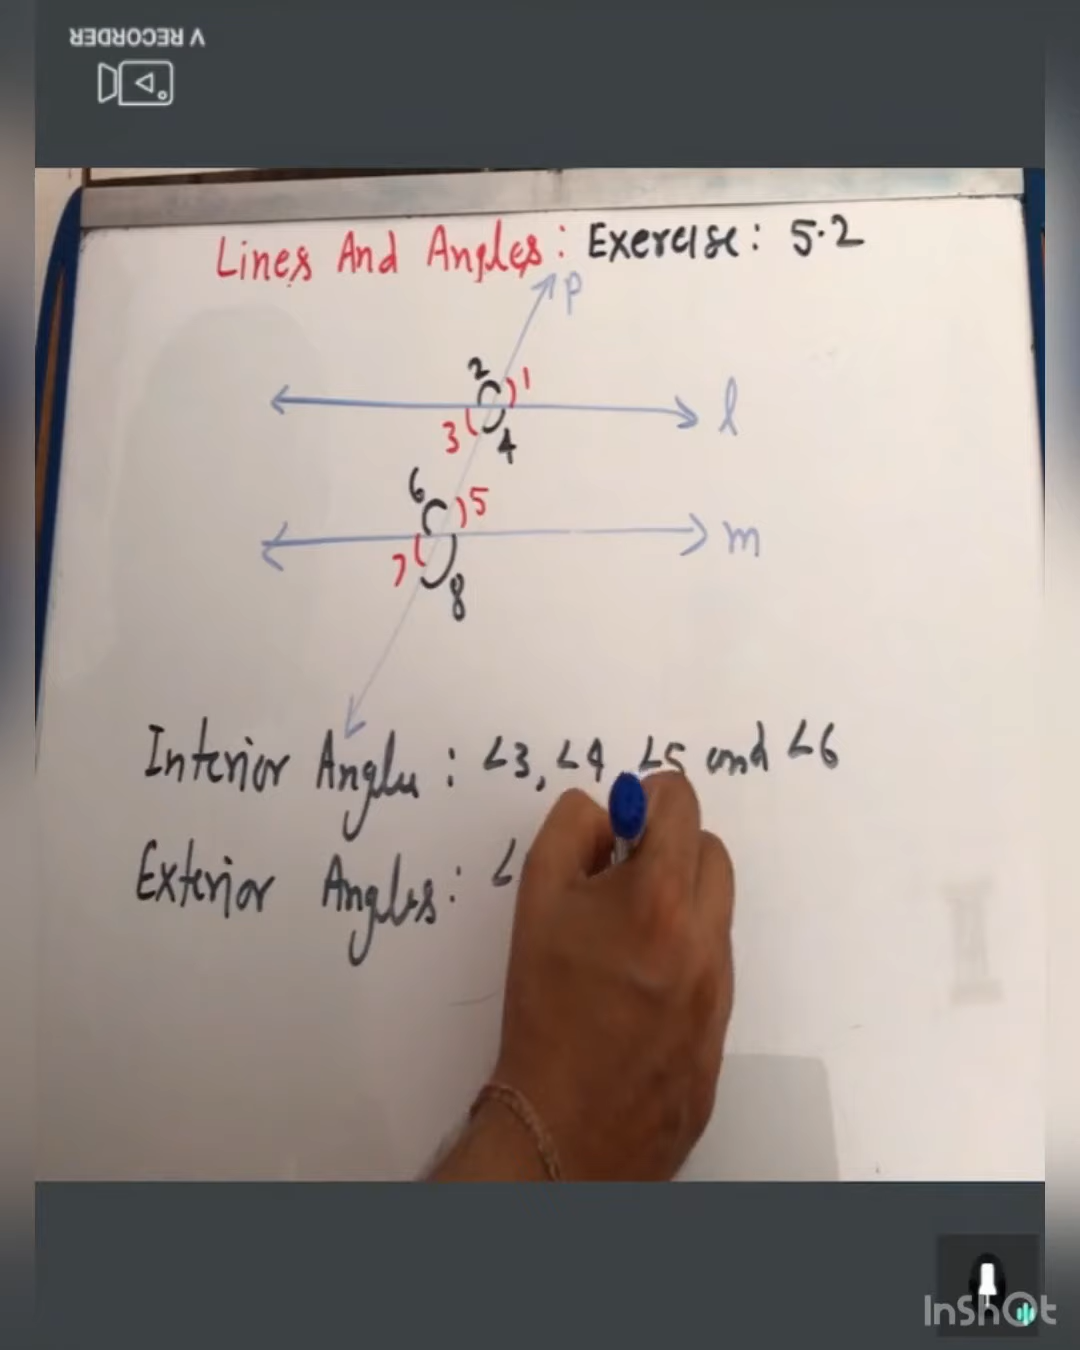 V RECORDER
Lines And Angles: Exercise: 5.2
p
2 1
l
3 4
6 5
m
7 8
Interior Angles: ∠3, ∠4 ∠5 and ∠6
Exterior Angles: ∠
InShOt